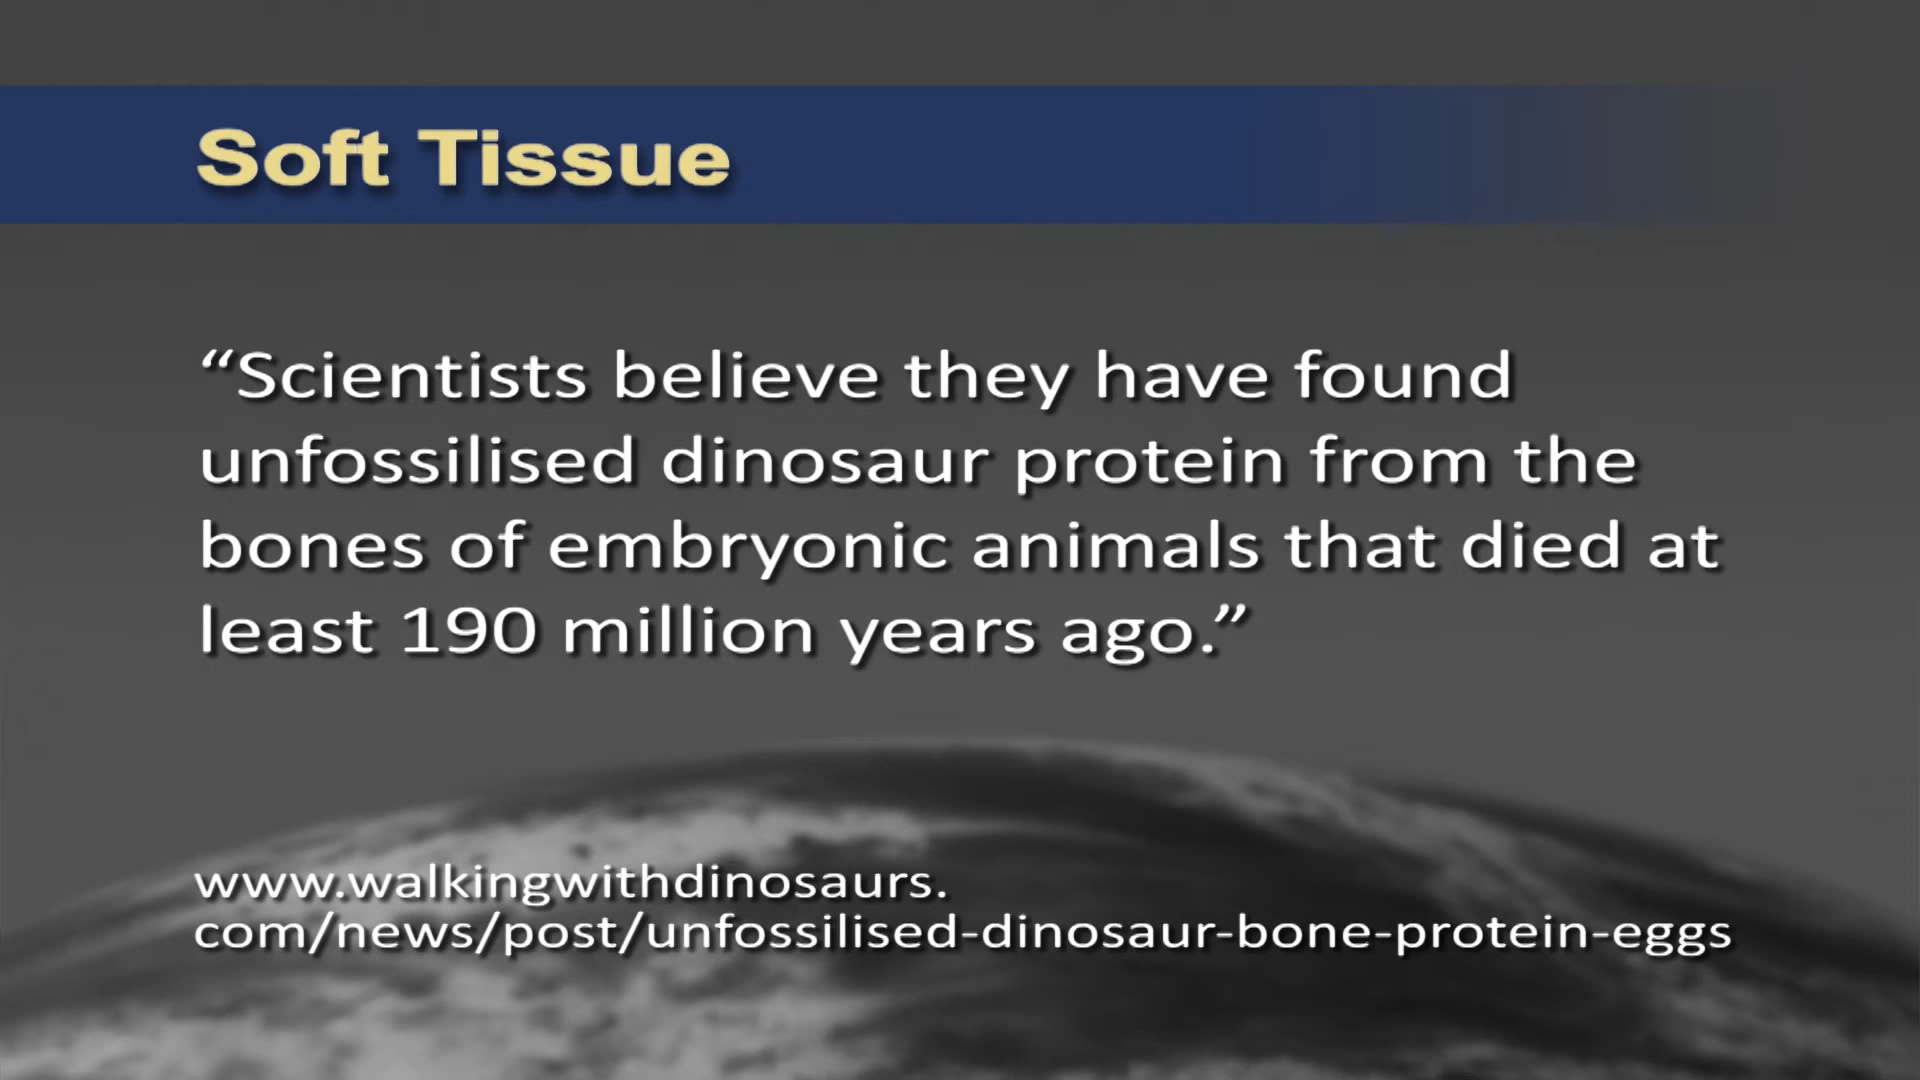 Soft Tissue
“Scientists believe they have found
unfossilised dinosaur protein from the
bones of embryonic animals that died at
least 190 million years ago.”
www.walkingwithdinosaurs.
com/news/post/unfossilised-dinosaur-bone-protein-eggs